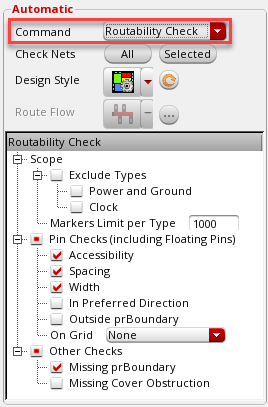 Automatic
Command Routability Check
Check Nets All Selected
Design Style
Route Flow ...
Routability Check
Scope
Exclude Types
Power and Ground
Clock
Markers Limit per Type 1000
Pin Checks (including Floating Pins)
Accessibility
Spacing
Width
In Preferred Direction
Outside prBoundary
On Grid None
Other Checks
Missing prBoundary
Missing Cover Obstruction